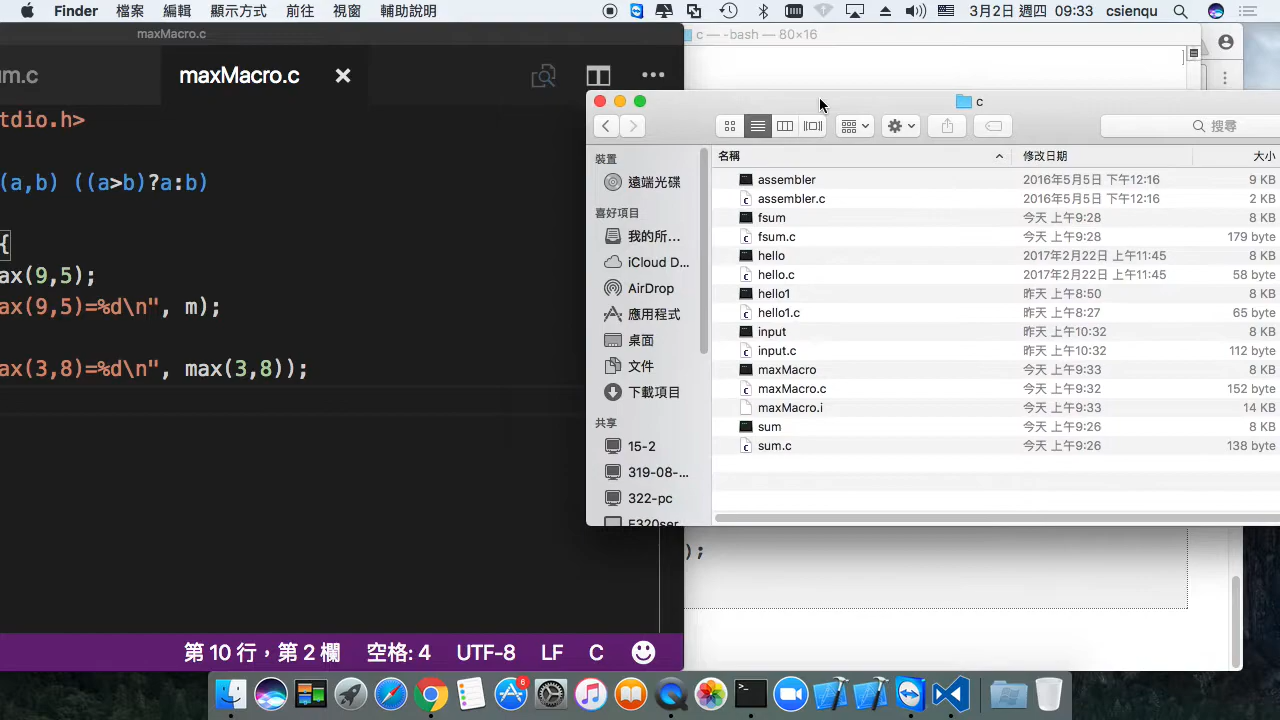 Finder 檔案 編輯 顯示方式 前往 視窗 輔助說明 3月2日 週四 09:33 csienqu
maxMacro.c
um.c maxMacro.c
tdio.h>
(a,b) ((a>b)?a:b)
{
ax(9,5);
ax(9,5)=%d\n", m);
ax(3,8)=%d\n", max(3,8));
第 10 行，第 2 欄 空格: 4 UTF-8 LF C
c — -bash — 80×16
c
搜尋
裝置
遠端光碟
喜好項目
我的所...
iCloud D...
AirDrop
應用程式
桌面
文件
下載項目
共享
15-2
319-08-...
322-pc
E320ser
名稱 修改日期 大小
assembler 2016年5月5日 下午12:16 9 KB
assembler.c 2016年5月5日 下午12:16 2 KB
fsum 今天 上午9:28 8 KB
fsum.c 今天 上午9:28 179 byte
hello 2017年2月22日 上午11:45 8 KB
hello.c 2017年2月22日 上午11:45 58 byte
hello1 昨天 上午8:50 8 KB
hello1.c 昨天 上午8:27 65 byte
input 昨天 上午10:32 8 KB
input.c 昨天 上午10:32 112 byte
maxMacro 今天 上午9:33 8 KB
maxMacro.c 今天 上午9:32 152 byte
maxMacro.i 今天 上午9:33 14 KB
sum 今天 上午9:26 8 KB
sum.c 今天 上午9:26 138 byte
);
6